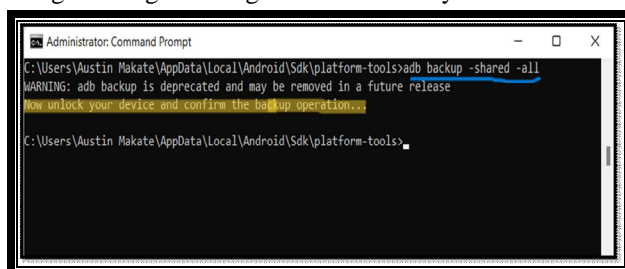 Administrator: Command Prompt
C:\Users\Austin Makate\AppData\Local\Android\Sdk\platform-tools>adb backup -shared -all
WARNING: adb backup is deprecated and may be removed in a future release
Now unlock your device and confirm the backup operation...
C:\Users\Austin Makate\AppData\Local\Android\Sdk\platform-tools>